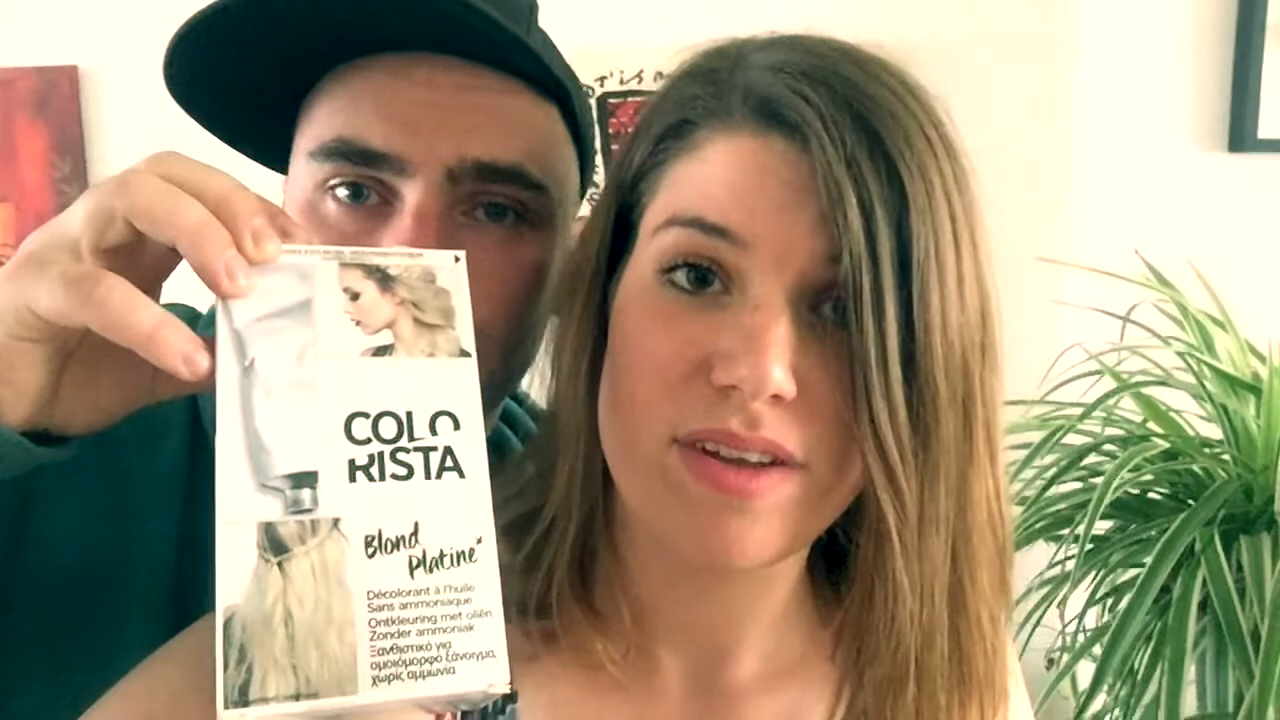 COLO
RISTA
Blond
Platine*
Décolorant à l'huile
Sans ammoniaque
Ontkleuring met oliën
Zonder ammoniak
Ξανθιστικό για
ομοιόμορφο ξάνοιγμα,
χωρίς αμμωνία